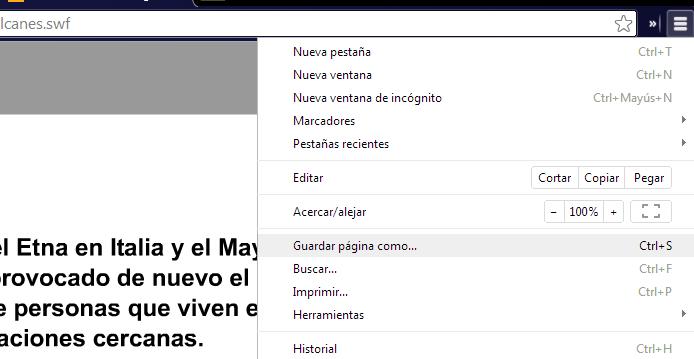 lcanes.swf
»
Nueva pestaña Ctrl+T
Nueva ventana Ctrl+N
Nueva ventana de incógnito Ctrl+Mayús+N
Marcadores
Pestañas recientes
Editar Cortar Copiar Pegar
Acercar/alejar − 100% +
Guardar página como... Ctrl+S
Buscar... Ctrl+F
Imprimir... Ctrl+P
Herramientas
Historial Ctrl+H
el Etna en Italia y el May
provocado de nuevo el
e personas que viven e
aciones cercanas.